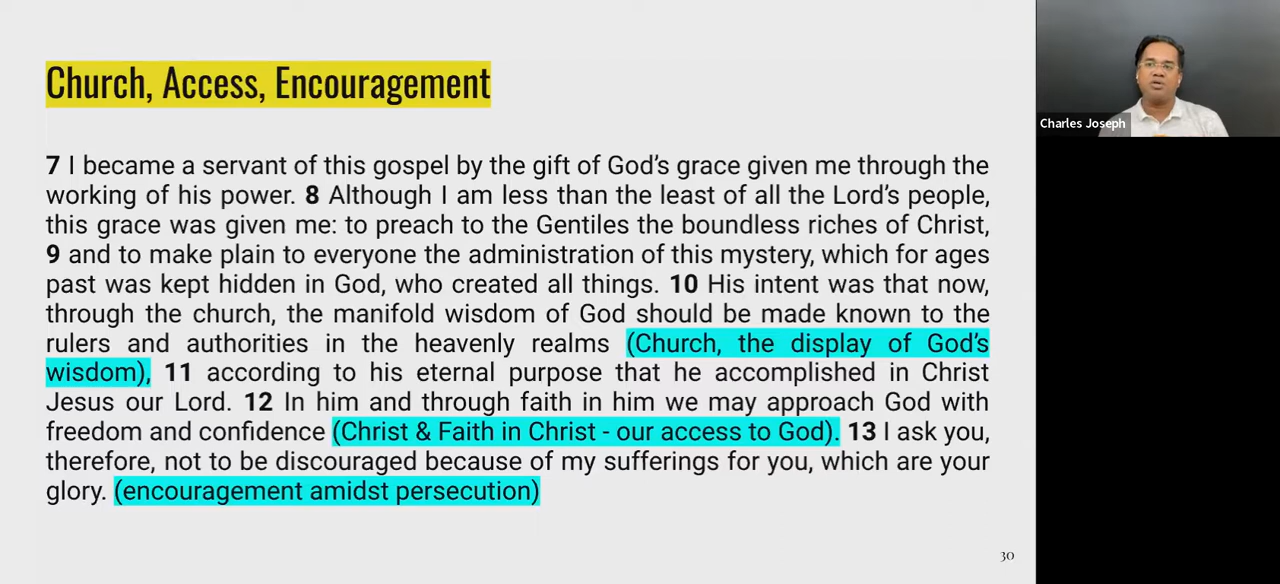 Church, Access, Encouragement
7 I became a servant of this gospel by the gift of God’s grace given me through the
working of his power. 8 Although I am less than the least of all the Lord’s people,
this grace was given me: to preach to the Gentiles the boundless riches of Christ,
9 and to make plain to everyone the administration of this mystery, which for ages
past was kept hidden in God, who created all things. 10 His intent was that now,
through the church, the manifold wisdom of God should be made known to the
rulers and authorities in the heavenly realms (Church, the display of God’s
wisdom), 11 according to his eternal purpose that he accomplished in Christ
Jesus our Lord. 12 In him and through faith in him we may approach God with
freedom and confidence (Christ & Faith in Christ - our access to God). 13 I ask you,
therefore, not to be discouraged because of my sufferings for you, which are your
glory. (encouragement amidst persecution)
30
Charles Joseph